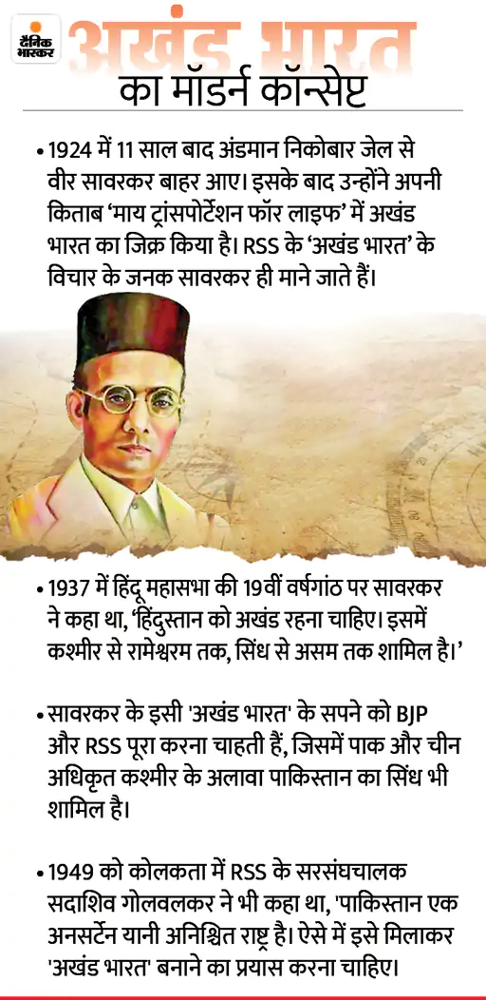 दैनिक
भास्कर
अखंड भारत
का मॉडर्न कॉन्सेप्ट
• 1924 में 11 साल बाद अंडमान निकोबार जेल से
वीर सावरकर बाहर आए। इसके बाद उन्होंने अपनी
किताब ‘माय ट्रांसपोर्टेशन फॉर लाइफ’ में अखंड
भारत का जिक्र किया है। RSS के ‘अखंड भारत’ के
विचार के जनक सावरकर ही माने जाते हैं।
• 1937 में हिंदू महासभा की 19वीं वर्षगांठ पर सावरकर
ने कहा था, ‘हिंदुस्तान को अखंड रहना चाहिए। इसमें
कश्मीर से रामेश्वरम तक, सिंध से असम तक शामिल है।’
• सावरकर के इसी 'अखंड भारत' के सपने को BJP
और RSS पूरा करना चाहती हैं, जिसमें पाक और चीन
अधिकृत कश्मीर के अलावा पाकिस्तान का सिंध भी
शामिल है।
• 1949 को कोलकता में RSS के सरसंघचालक
सदाशिव गोलवलकर ने भी कहा था, 'पाकिस्तान एक
अनसर्टेन यानी अनिश्चित राष्ट्र है। ऐसे में इसे मिलाकर
'अखंड भारत' बनाने का प्रयास करना चाहिए।